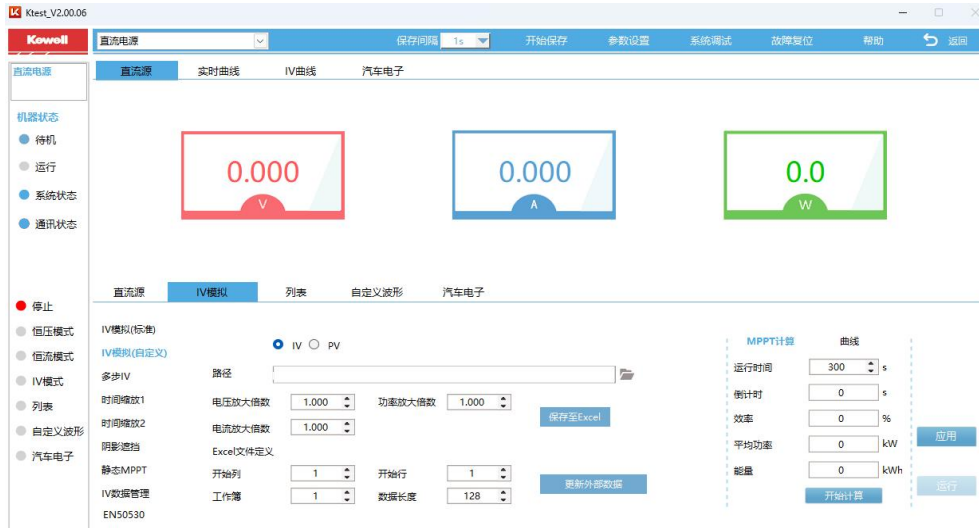 Ktest_V2.00.06
Kewell 直流电源 保存间隔 1s 开始保存 参数设置 系统调试 故障复位 帮助 返回
直流电源
直流源 实时曲线 IV曲线 汽车电子
机器状态
待机
运行
系统状态
通讯状态
0.000 V
0.000 A
0.0 W
直流源 IV模拟 列表 自定义波形 汽车电子
停止
恒压模式
恒流模式
IV模式
列表
自定义波形
汽车电子
IV模拟(标准)
IV模拟(自定义)
多步IV
时间缩放1
时间缩放2
阴影遮挡
静态MPPT
IV数据管理
EN50530
IV PV
路径
电压放大倍数 1.000 功率放大倍数 1.000
电流放大倍数 1.000
保存至Excel
Excel文件定义
开始列 1 开始行 1
工作簿 1 数据长度 128
更新外部数据
MPPT计算 曲线
运行时间 300 s
倒计时 0 s
效率 0 %
平均功率 0 kW
能量 0 kWh
开始计算
应用
运行